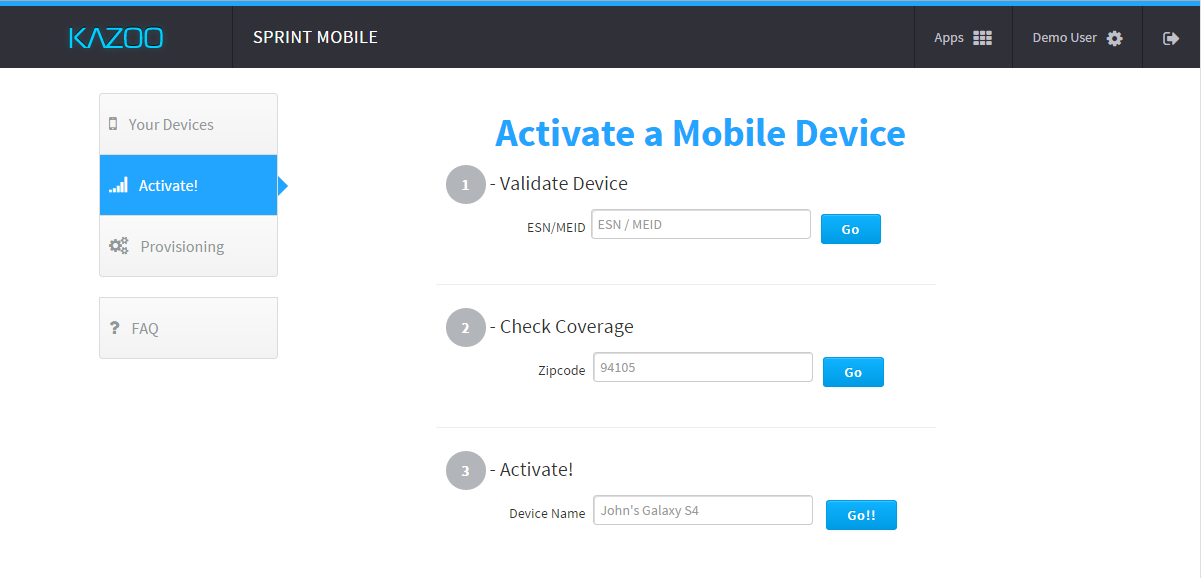 KAZOO
SPRINT MOBILE
Apps
Demo User
Your Devices
Activate!
Provisioning
? FAQ
Activate a Mobile Device
1 - Validate Device
ESN/MEID ESN / MEID Go
2 - Check Coverage
Zipcode 94105 Go
3 - Activate!
Device Name John's Galaxy S4 Go!!